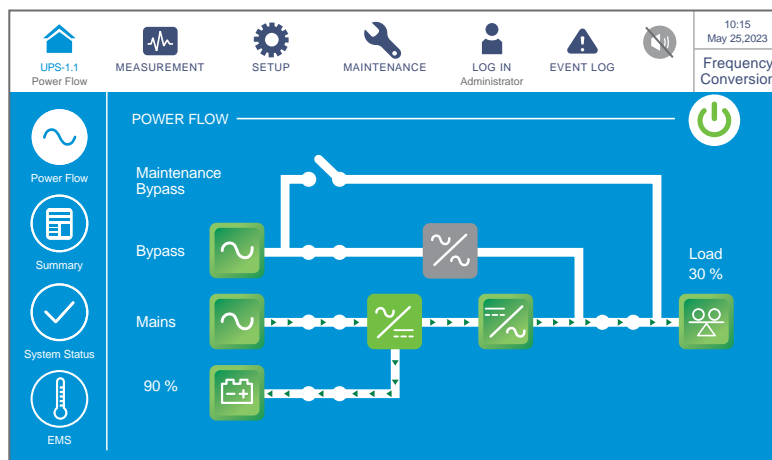 UPS-1.1
Power Flow
MEASUREMENT
SETUP
MAINTENANCE
LOG IN
Administrator
EVENT LOG
10:15
May 25,2023
Frequency
Conversion
POWER FLOW
Power Flow
Summary
System Status
EMS
Maintenance
Bypass
Bypass
Mains
90 %
Load
30 %